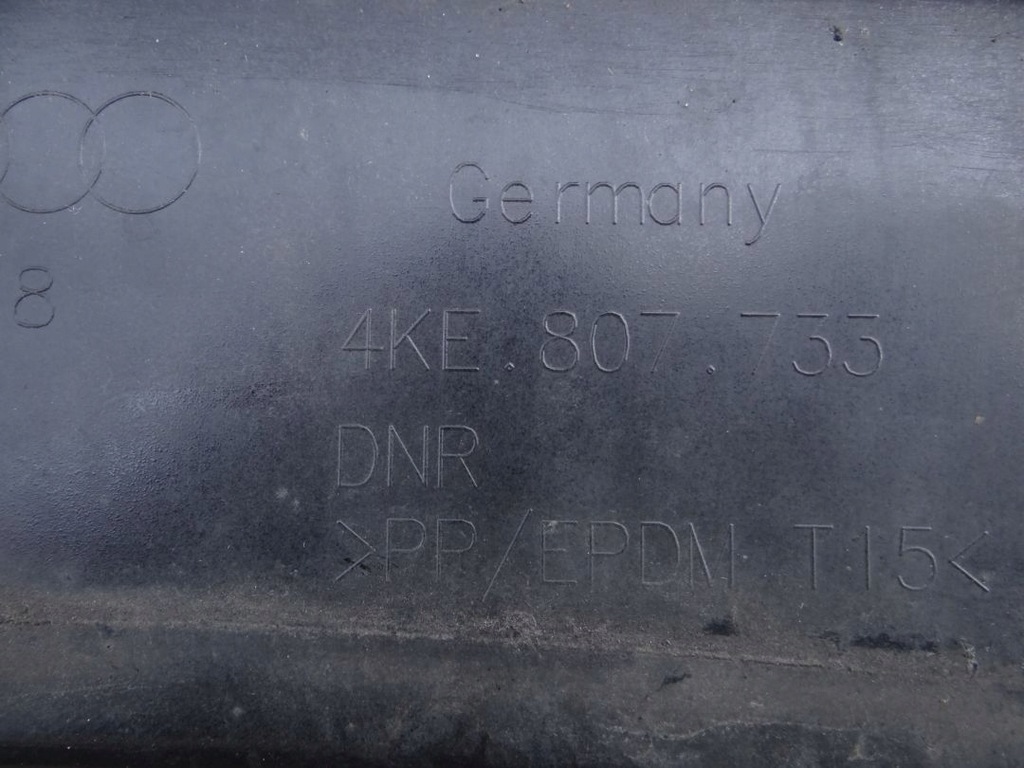 Germany
8
4KE.807.733
DNR
>PP/EPDM T15<